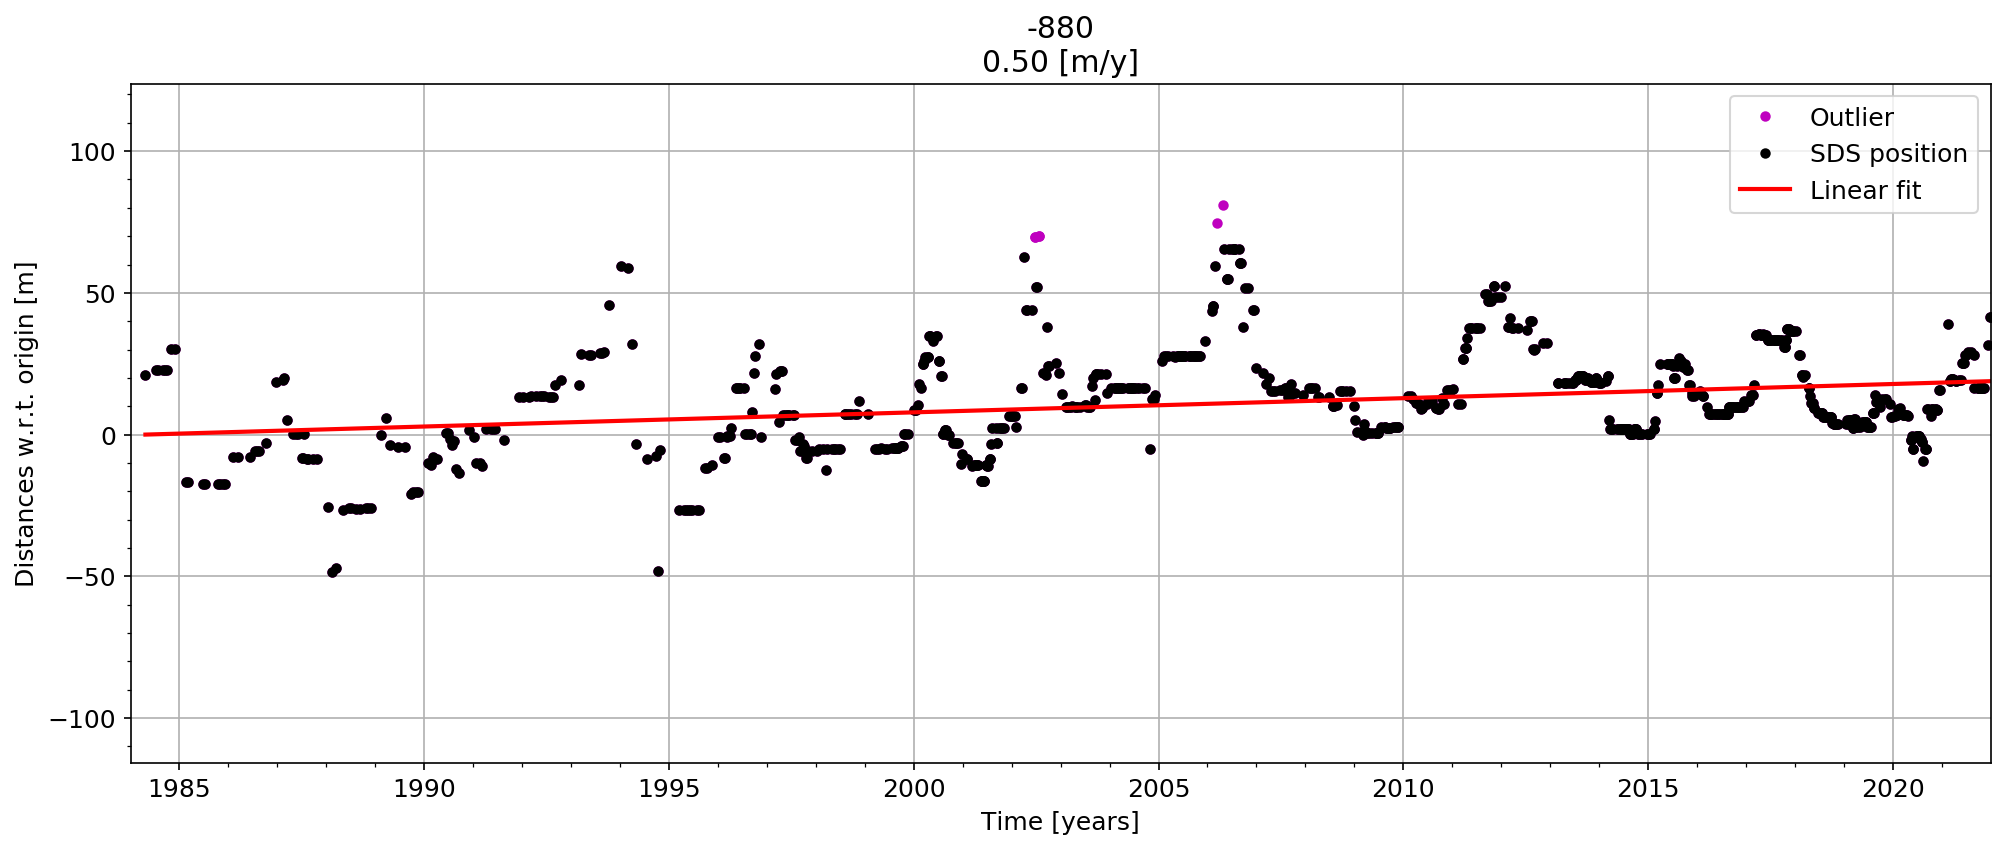 -880
0.50 [m/y]
Outlier
SDS position
Linear fit
Distances w.r.t. origin [m]
100
50
0
−50
−100
1985 1990 1995 2000 2005 2010 2015 2020
Time [years]